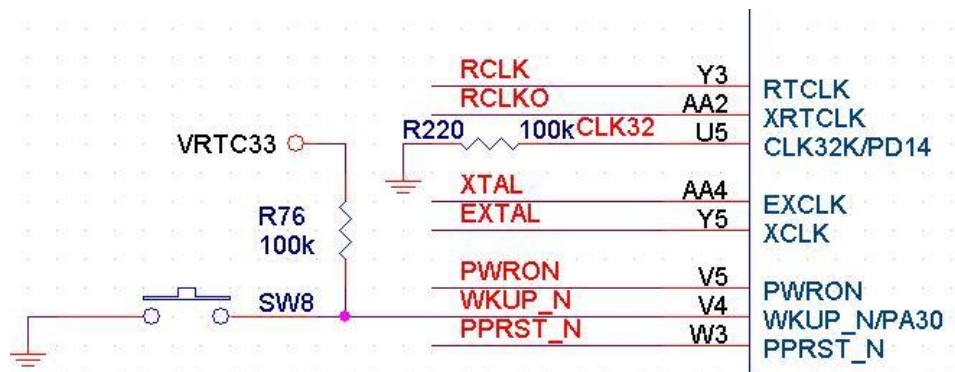 RCLK Y3 RTCLK
RCLKO AA2 XRTCLK
R220 100k CLK32 U5 CLK32K/PD14
VRTC33
XTAL AA4 EXCLK
EXTAL Y5 XCLK
R76
100k
PWRON V5 PWRON
SW8 WKUP_N V4 WKUP_N/PA30
PPRST_N W3 PPRST_N